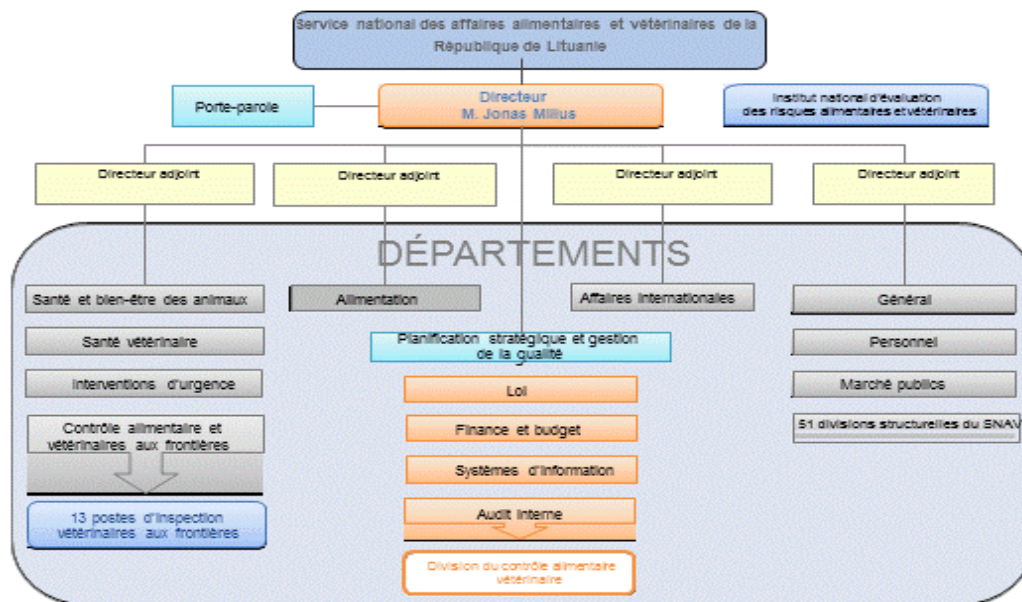 Service national des affaires alimentaires et vétérinaires de la
République de Lituanie
Porte-parole
Directeur
M. Jonas Milius
Institut national d'évaluation
des risques alimentaires et vétérinaires
Directeur adjoint
Directeur adjoint
Directeur adjoint
Directeur adjoint
DÉPARTEMENTS
Santé et bien-être des animaux
Alimentation
Affaires internationales
Général
Santé vétérinaire
Planification stratégique et gestion
de la qualité
Personnel
Interventions d'urgence
Loi
Marché publics
Contrôle alimentaire et
vétérinaires aux frontières
Finance et budget
51 divisions structurelles du SNAV
Systèmes d'information
13 postes d'inspection
vétérinaires aux frontières
Audit interne
Division du contrôle alimentaire
vétérinaire